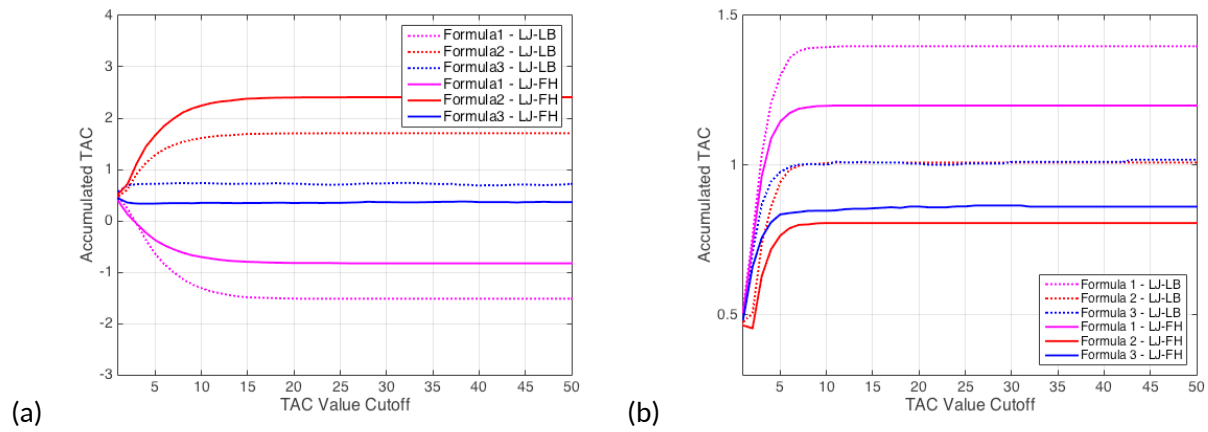 4
3
2
1
0
-1
-2
-3
Accumulated TAC
Formula1 - LJ-LB
Formula2 - LJ-LB
Formula3 - LJ-LB
Formula1 - LJ-FH
Formula2 - LJ-FH
Formula3 - LJ-FH
5 10 15 20 25 30 35 40 45 50
TAC Value Cutoff
(a)
1.5
1
0.5
Accumulated TAC
Formula 1 - LJ-LB
Formula 2 - LJ-LB
Formula 3 - LJ-LB
Formula 1 - LJ-FH
Formula 2 - LJ-FH
Formula 3 - LJ-FH
5 10 15 20 25 30 35 40 45 50
TAC Value Cutoff
(b)